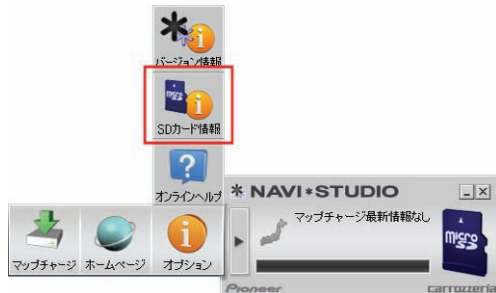 バージョン情報
micro
SDカード情報
?
オンラインヘルプ
* NAVI*STUDIO
マップチャージ最新情報なし
micro
SD
マップチャージ
ホームページ
オプション
Pioneer
carrozzeria